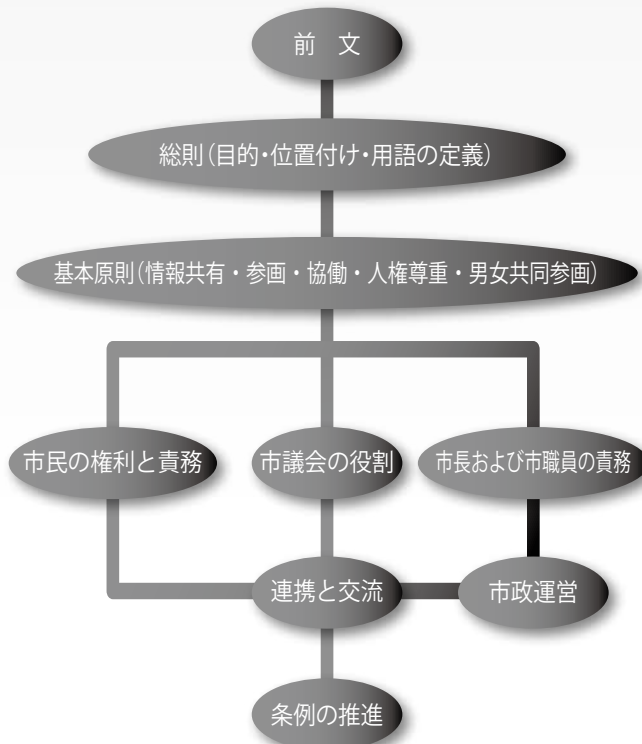 前　文
総則(目的・位置付け・用語の定義)
基本原則(情報共有・参画・協働・人権尊重・男女共同参画)
市民の権利と責務
市議会の役割
市長および市職員の責務
連携と交流
市政運営
条例の推進